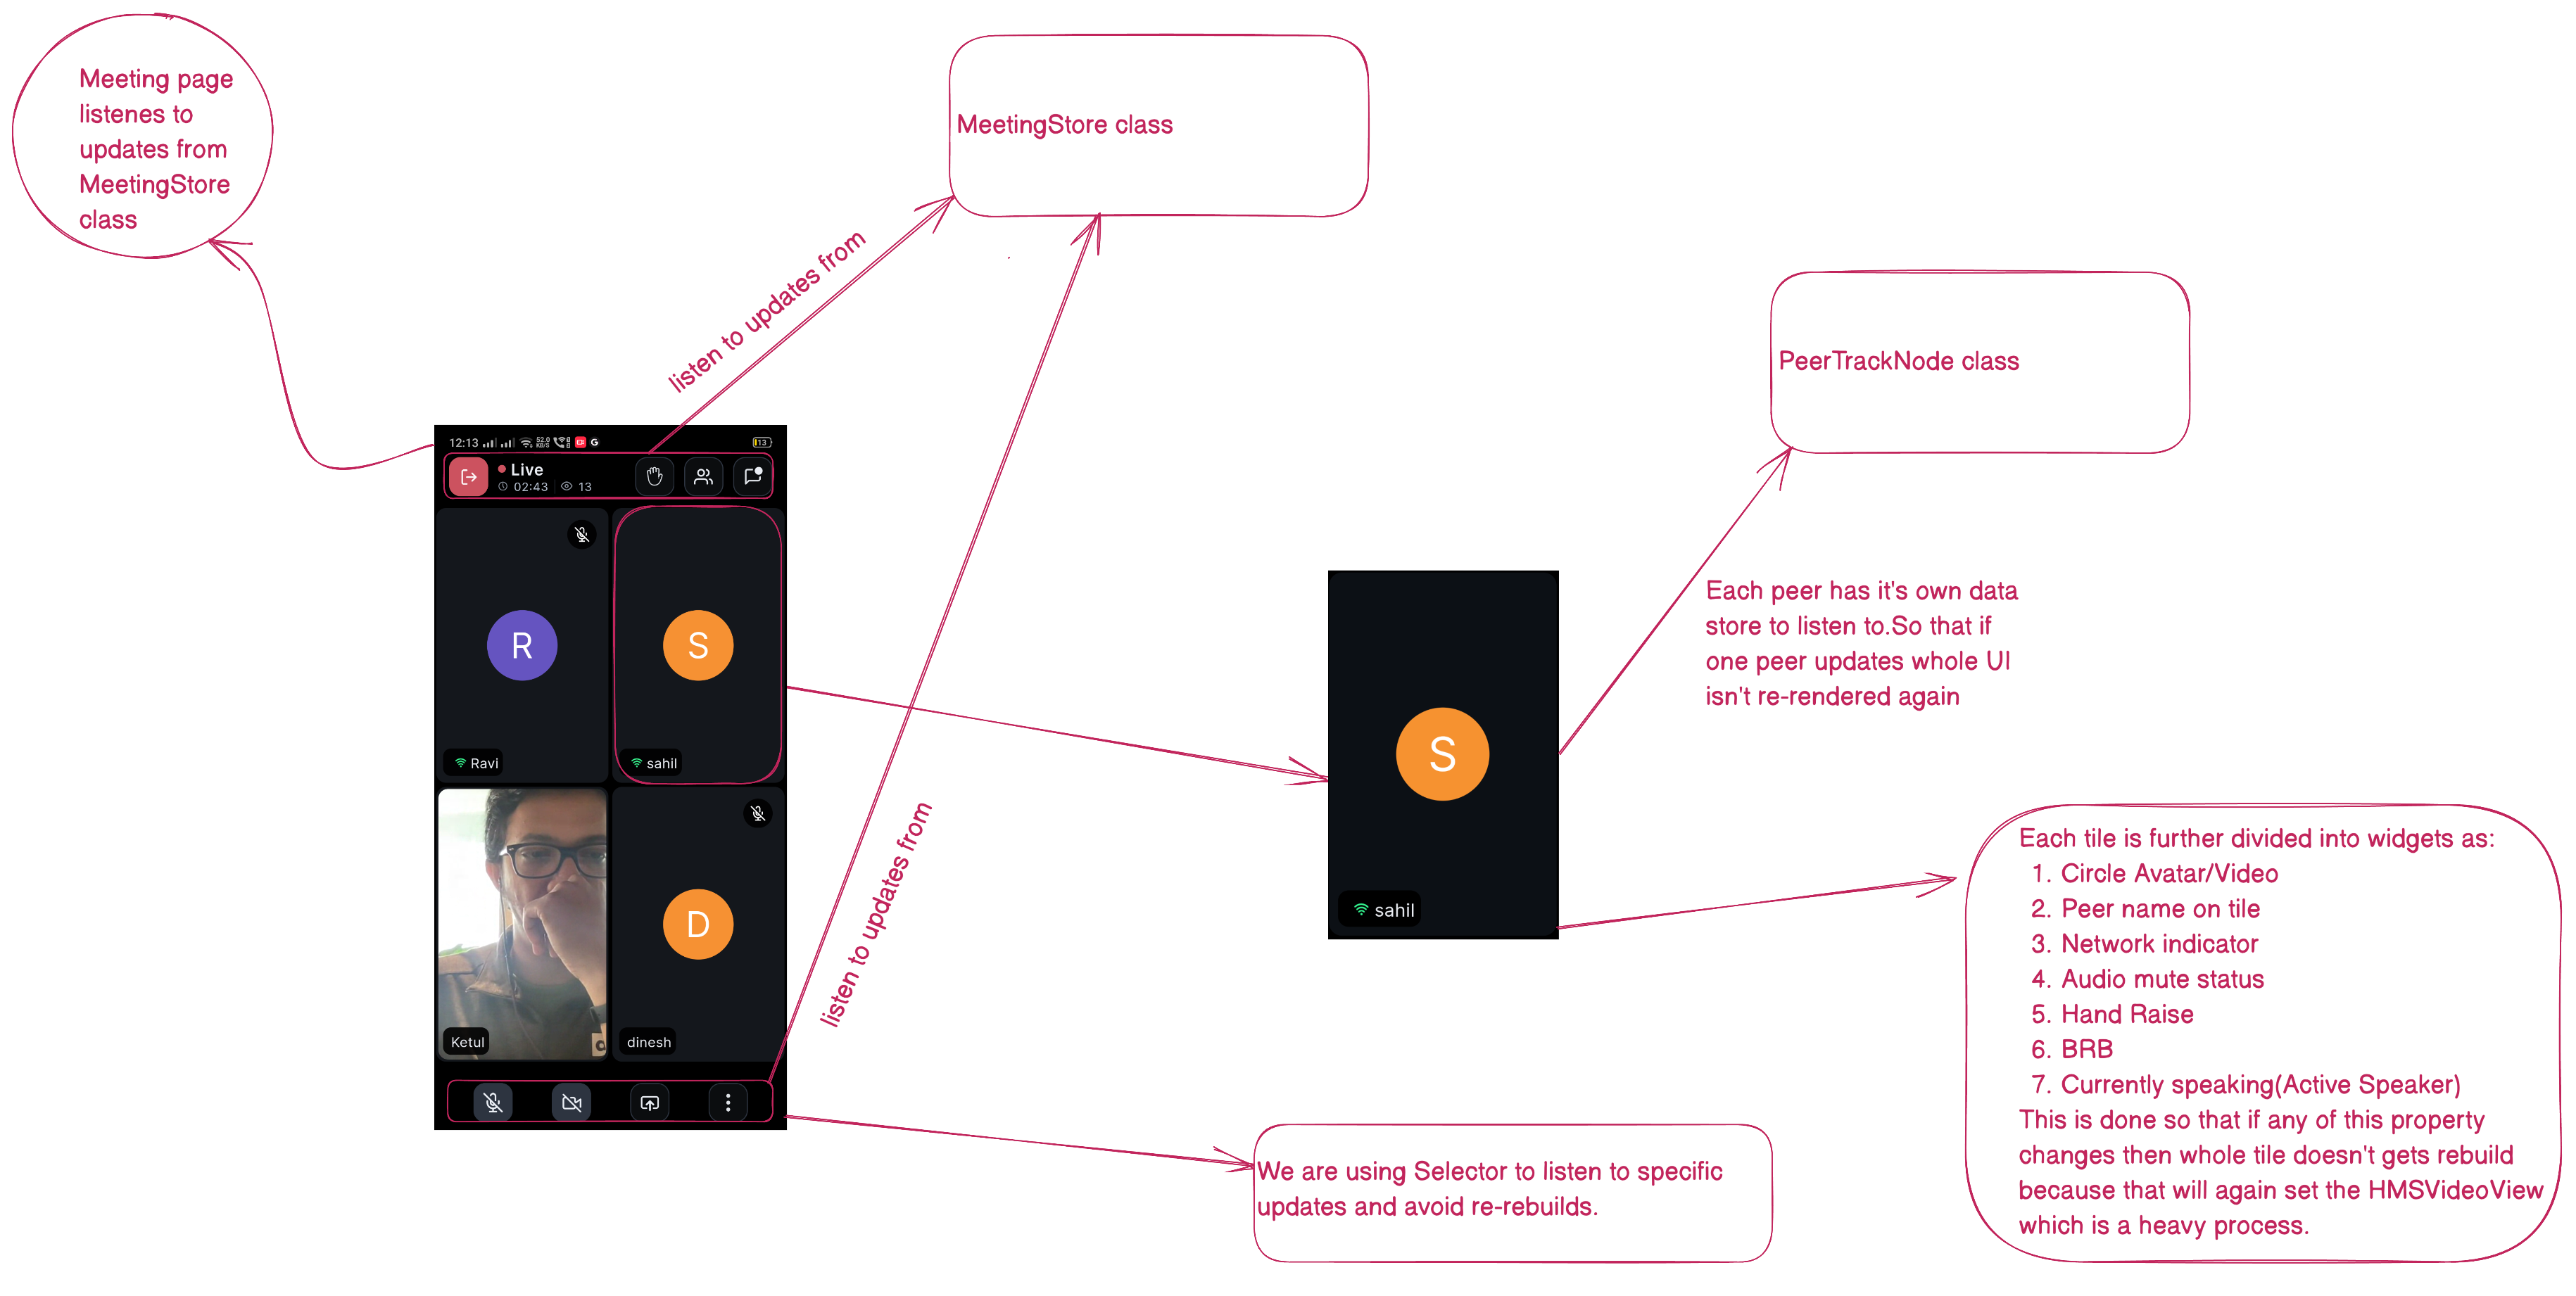 Meeting page
listenes to
updates from
MeetingStore
class
MeetingStore class
listen to updates from
PeerTrackNode class
12:13
52.0
KB/S
13
Live
02:43
13
R
S
Ravi
sahil
Ketul
D
dinesh
listen to updates from
S
sahil
Each peer has it's own data
store to listen to.So that if
one peer updates whole UI
isn't re-rendered again
Each tile is further divided into widgets as:
1. Circle Avatar/Video
2. Peer name on tile
3. Network indicator
4. Audio mute status
5. Hand Raise
6. BRB
7. Currently speaking(Active Speaker)
This is done so that if any of this property
changes then whole tile doesn't gets rebuild
because that will again set the HMSVideoView
which is a heavy process.
We are using Selector to listen to specific
updates and avoid re-rebuilds.